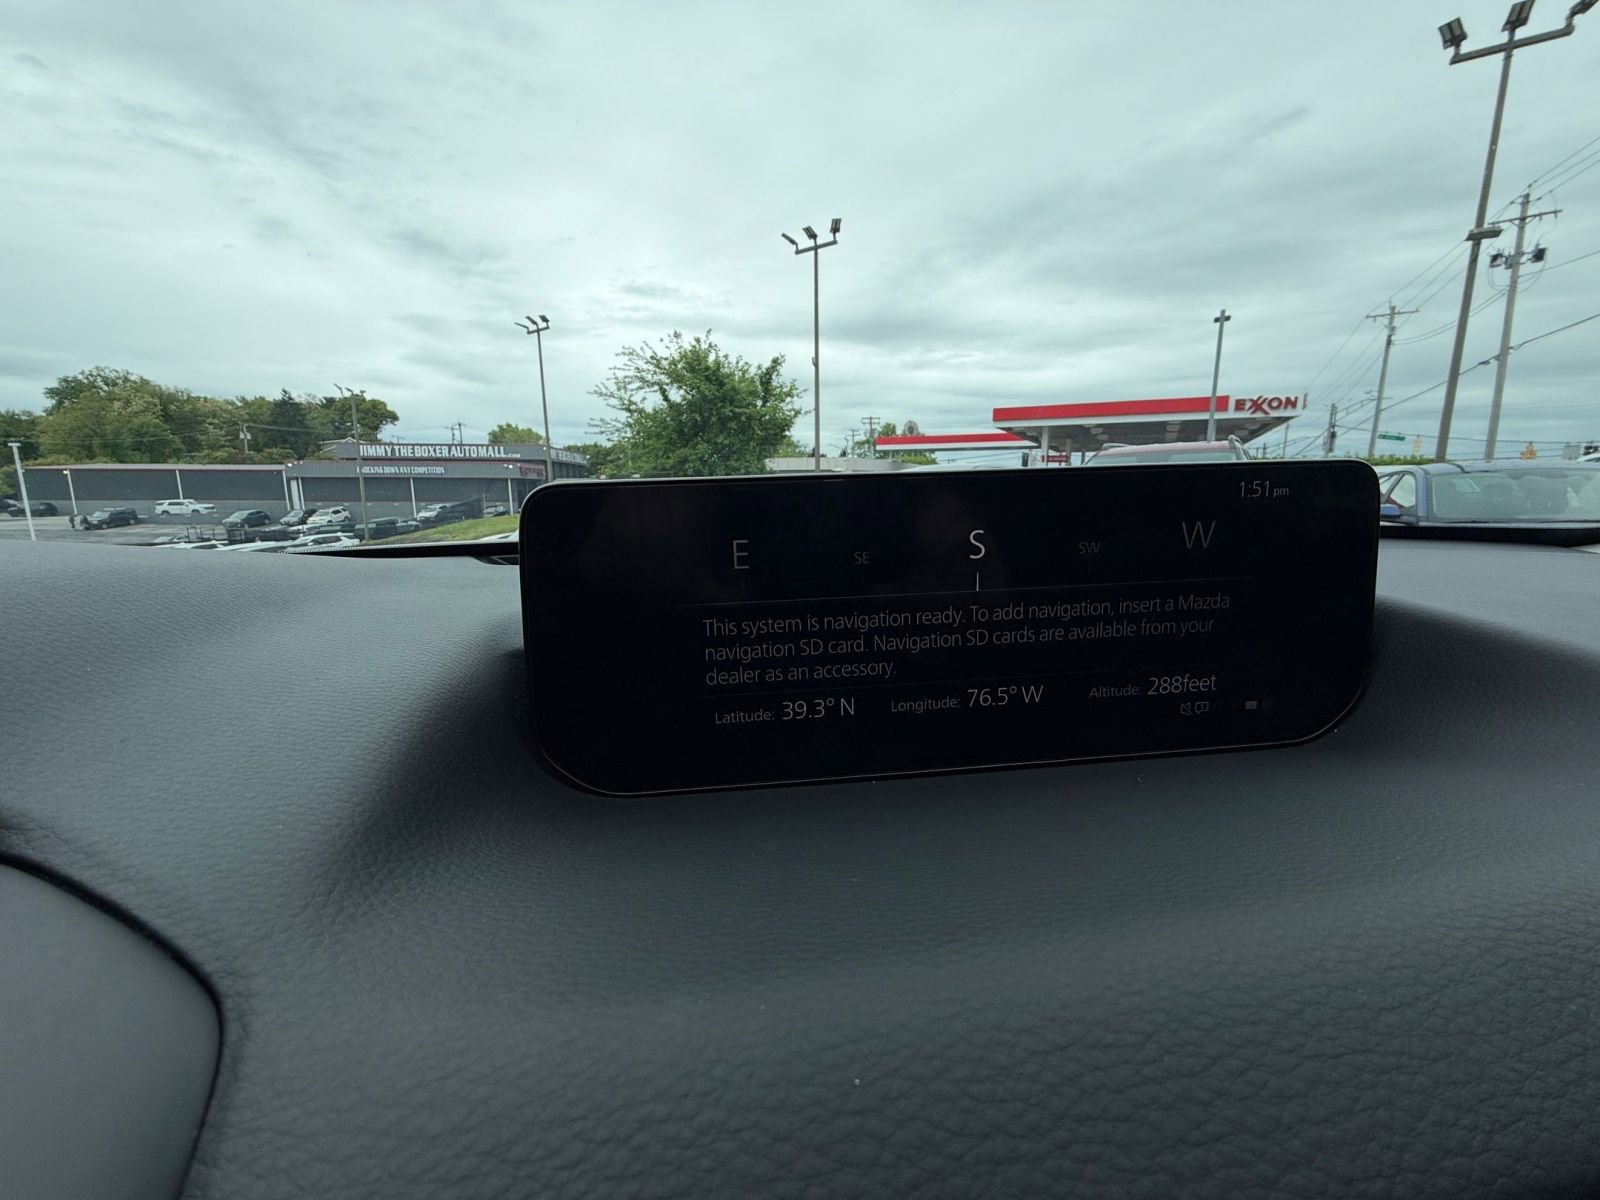 JIMMY THE BOXER AUTOMALL.COM
KNOCKING DOWN ANY COMPETITION
EXXON
1:51 pm
E SE S SW W
This system is navigation ready. To add navigation, insert a Mazda
navigation SD card. Navigation SD cards are available from your
dealer as an accessory.
Latitude: 39.3° N Longitude: 76.5° W Altitude: 288feet